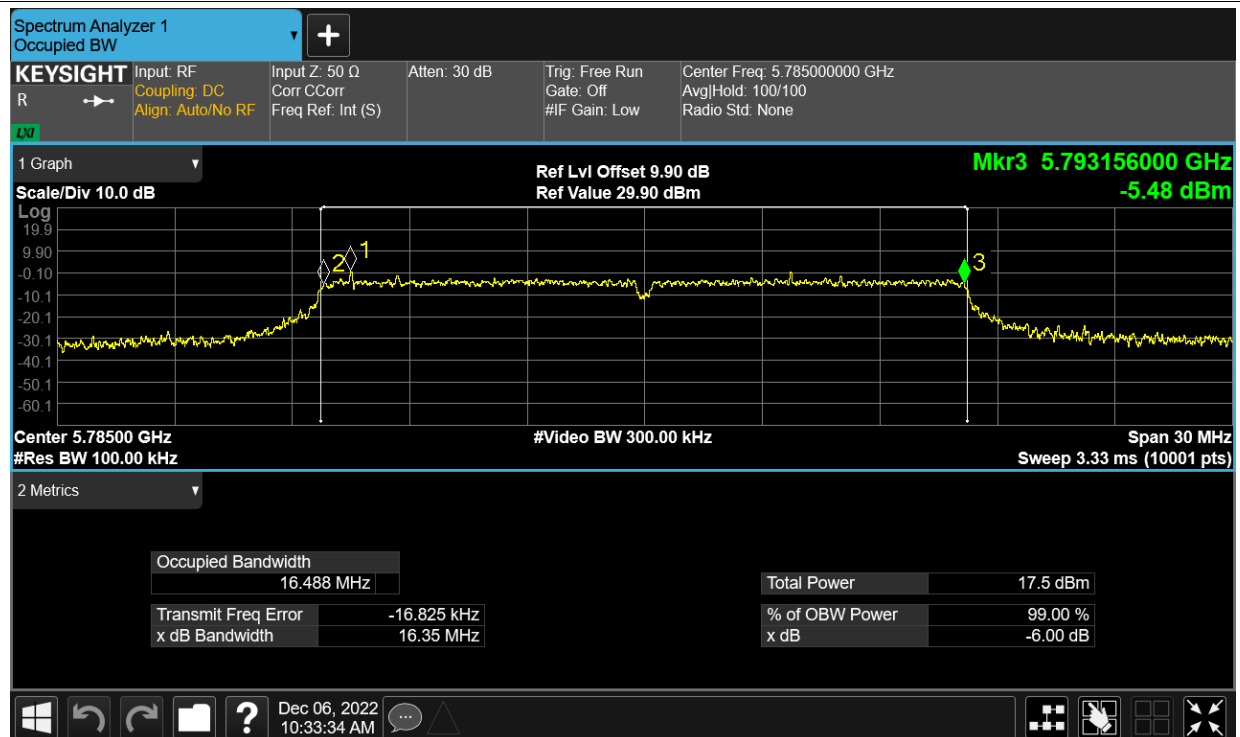 Spectrum Analyzer 1
Occupied BW
KEYSIGHT
R
LXI
Input: RF
Coupling: DC
Align: Auto/No RF
Input Z: 50 Ω
Corr CCorr
Freq Ref: Int (S)
Atten: 30 dB
Trig: Free Run
Gate: Off
#IF Gain: Low
Center Freq: 5.785000000 GHz
Avg|Hold: 100/100
Radio Std: None
1 Graph
Scale/Div 10.0 dB
Ref Lvl Offset 9.90 dB
Ref Value 29.90 dBm
Mkr3 5.793156000 GHz
-5.48 dBm
Log
19.9
9.90
-0.10
-10.1
-20.1
-30.1
-40.1
-50.1
-60.1
1
2
3
Center 5.78500 GHz
#Res BW 100.00 kHz
#Video BW 300.00 kHz
Span 30 MHz
Sweep 3.33 ms (10001 pts)
2 Metrics
Occupied Bandwidth
16.488 MHz
Transmit Freq Error -16.825 kHz
x dB Bandwidth 16.35 MHz
Total Power 17.5 dBm
% of OBW Power 99.00 %
x dB -6.00 dB
?
Dec 06, 2022
10:33:34 AM